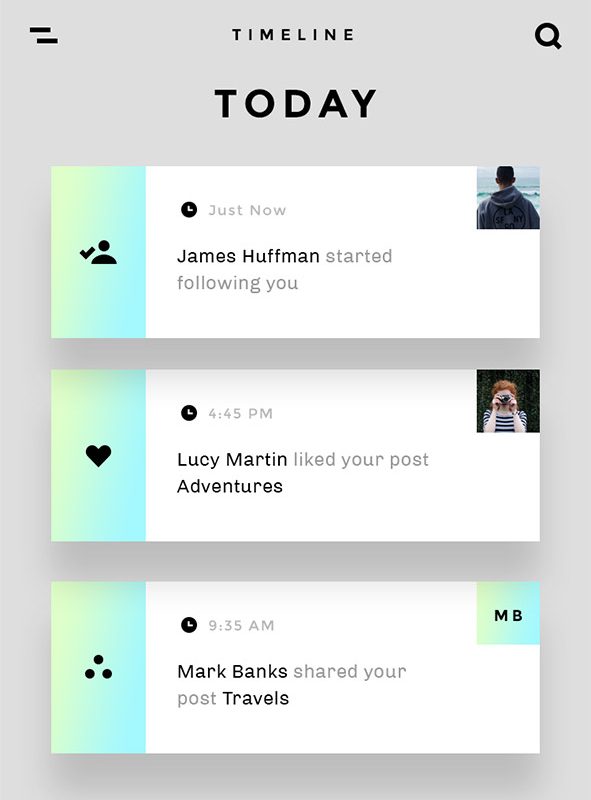 TIMELINE
TODAY
Just Now
James Huffman started
following you
4:45 PM
Lucy Martin liked your post
Adventures
9:35 AM
MB
Mark Banks shared your
post Travels